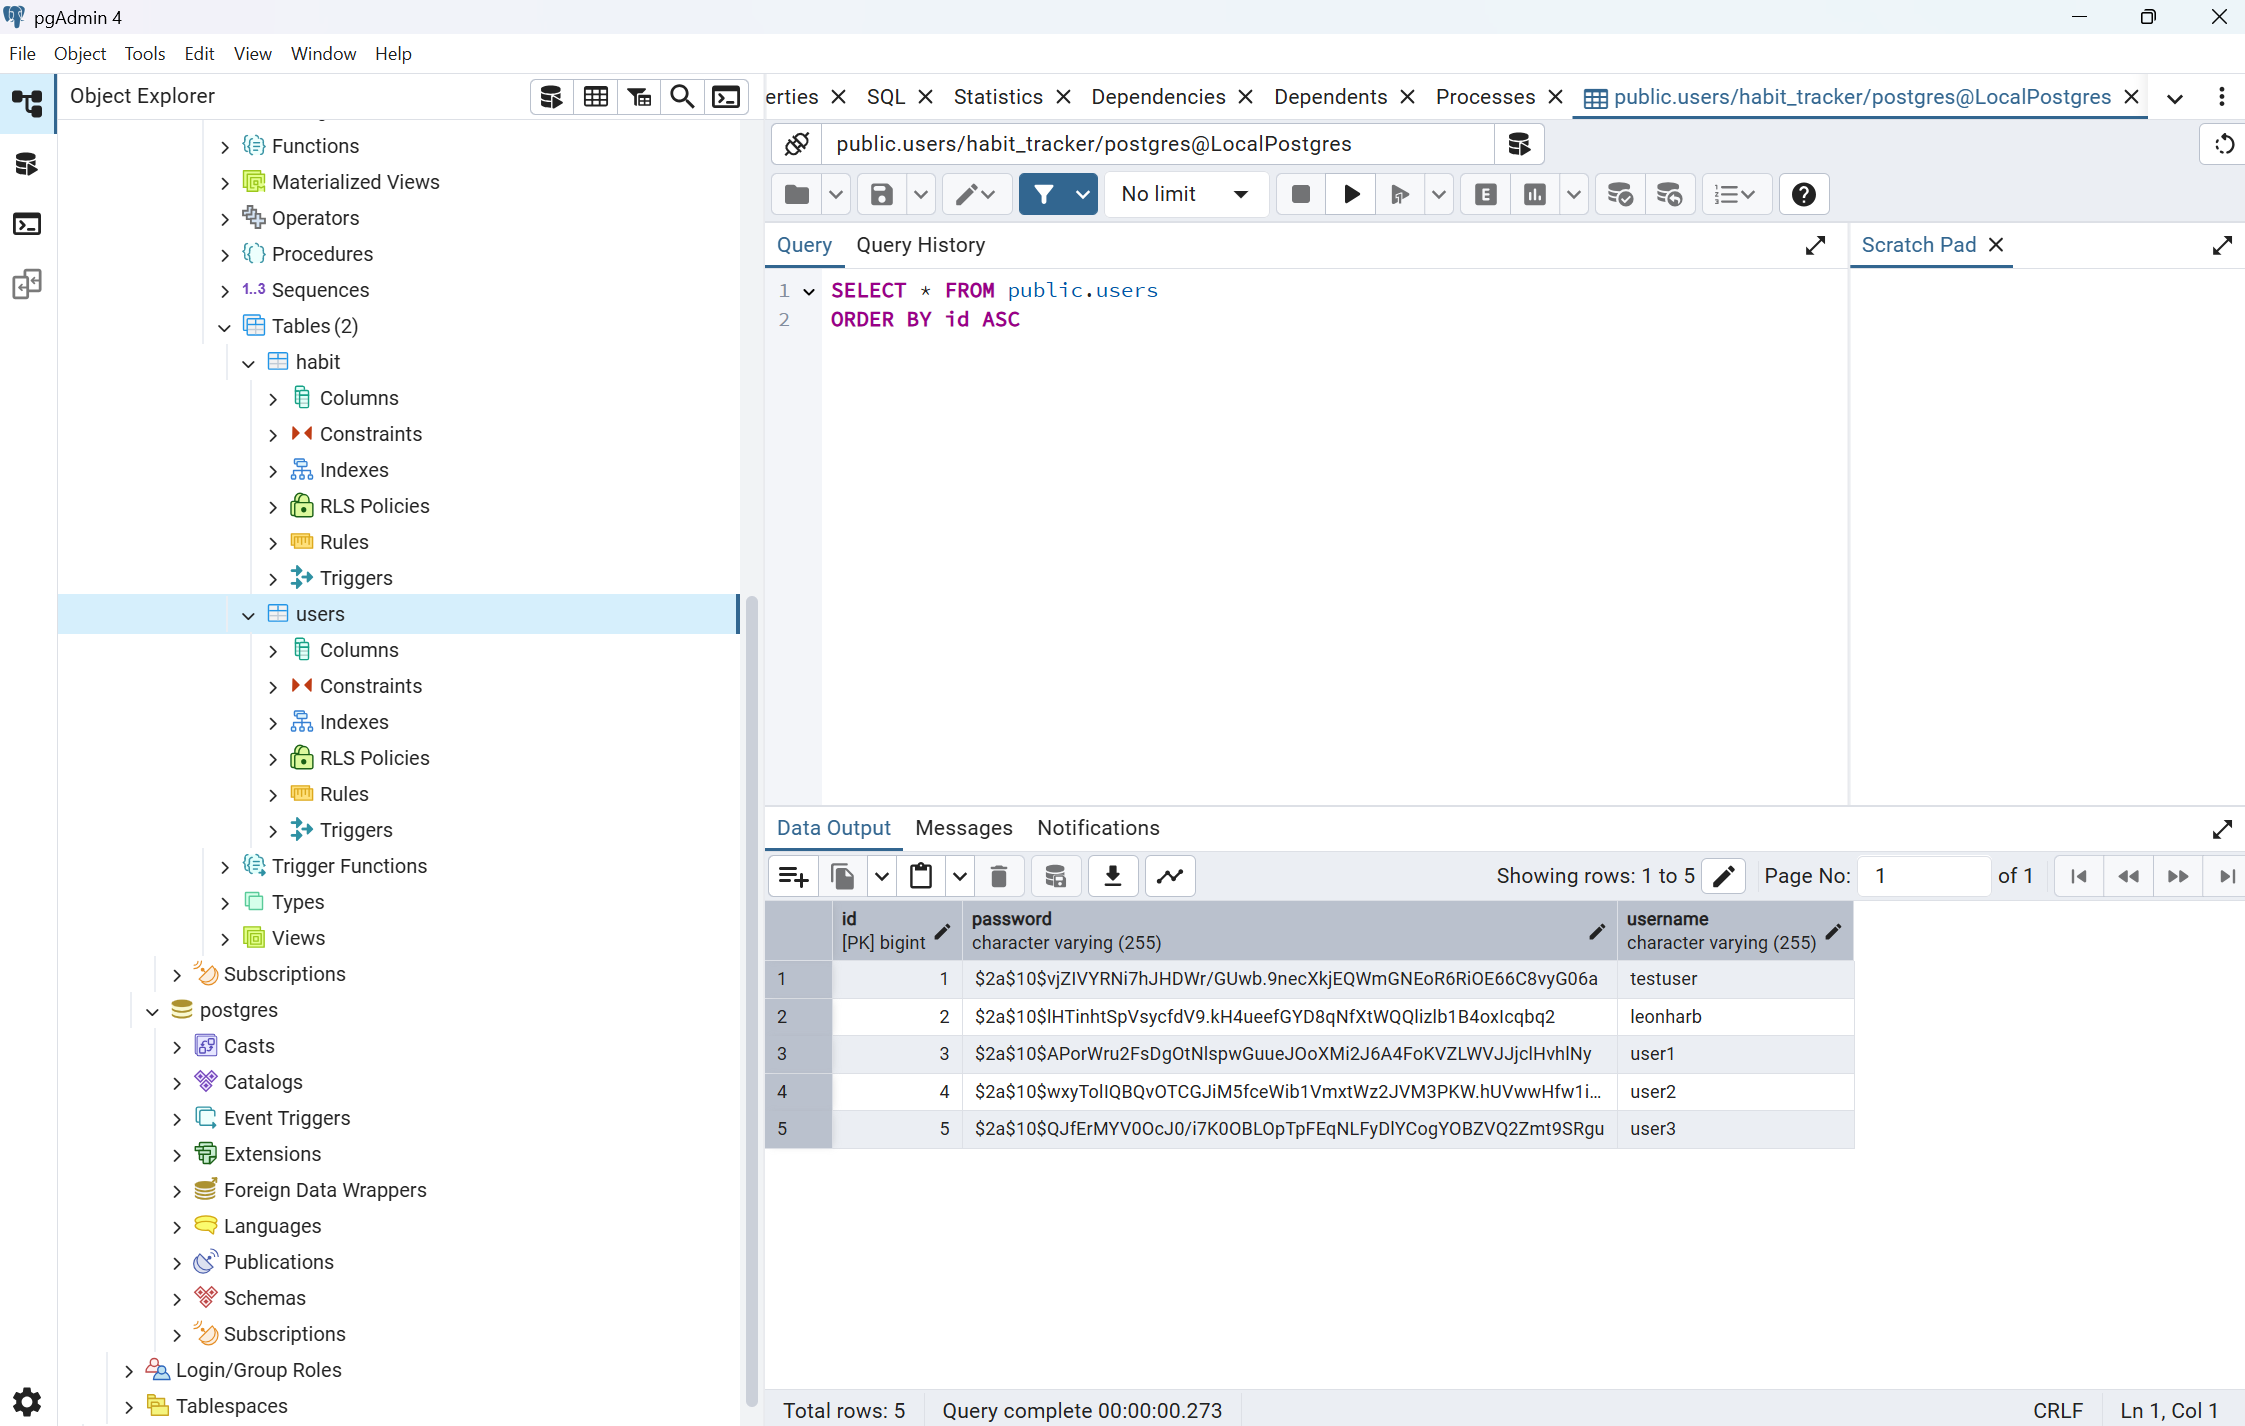 pgAdmin 4
File Object Tools Edit View Window Help
Object Explorer
Functions
Materialized Views
Operators
Procedures
1..3 Sequences
Tables (2)
habit
Columns
Constraints
Indexes
RLS Policies
Rules
Triggers
users
Columns
Constraints
Indexes
RLS Policies
Rules
Triggers
Trigger Functions
Types
Views
Subscriptions
postgres
Casts
Catalogs
Event Triggers
Extensions
Foreign Data Wrappers
Languages
Publications
Schemas
Subscriptions
Login/Group Roles
Tablespaces
erties SQL Statistics Dependencies Dependents Processes public.users/habit_tracker/postgres@LocalPostgres
public.users/habit_tracker/postgres@LocalPostgres
No limit E
Query Query History Scratch Pad
1 SELECT * FROM public.users
2 ORDER BY id ASC
Data Output Messages Notifications
Showing rows: 1 to 5 Page No: 1 of 1
id password username
[PK] bigint character varying (255) character varying (255)
1 1 $2a$10$vjZIVYRNi7hJHDWr/GUwb.9necXkjEQWmGNEoR6RiOE66C8vyG06a testuser
2 2 $2a$10$lHTinhtSpVsycfdV9.kH4ueefGYD8qNfXtWQQlizlb1B4oxIcqbq2 leonharb
3 3 $2a$10$APorWru2FsDgOtNlspwGuueJOoXMi2J6A4FoKVZLWVJJjclHvhlNy user1
4 4 $2a$10$wxyTollQBQvOTCGJiM5fceWib1VmxtWz2JVM3PKW.hUVwwHfw1i... user2
5 5 $2a$10$QJfErMYV0OcJ0/i7K0OBLOpTpFEqNLFyDlYCogYOBZVQ2Zmt9SRgu user3
Total rows: 5 Query complete 00:00:00.273 CRLF Ln 1, Col 1